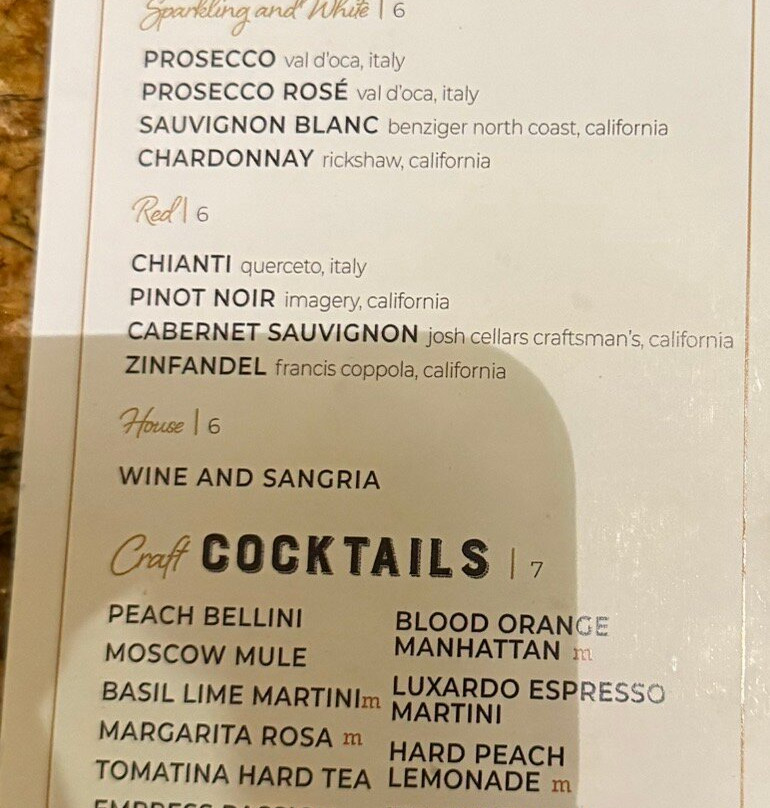 Sparkling and White | 6
PROSECCO val d'oca, italy
PROSECCO ROSÉ val d'oca, italy
SAUVIGNON BLANC benziger north coast, california
CHARDONNAY rickshaw, california
Red | 6
CHIANTI querceto, italy
PINOT NOIR imagery, california
CABERNET SAUVIGNON josh cellars craftsman's, california
ZINFANDEL francis coppola, california
House | 6
WINE AND SANGRIA
Craft COCKTAILS | 7
PEACH BELLINI
MOSCOW MULE
BASIL LIME MARTINI m
MARGARITA ROSA m
TOMATINA HARD TEA
BLOOD ORANGE
MANHATTAN m
LUXARDO ESPRESSO
MARTINI
HARD PEACH
LEMONADE m